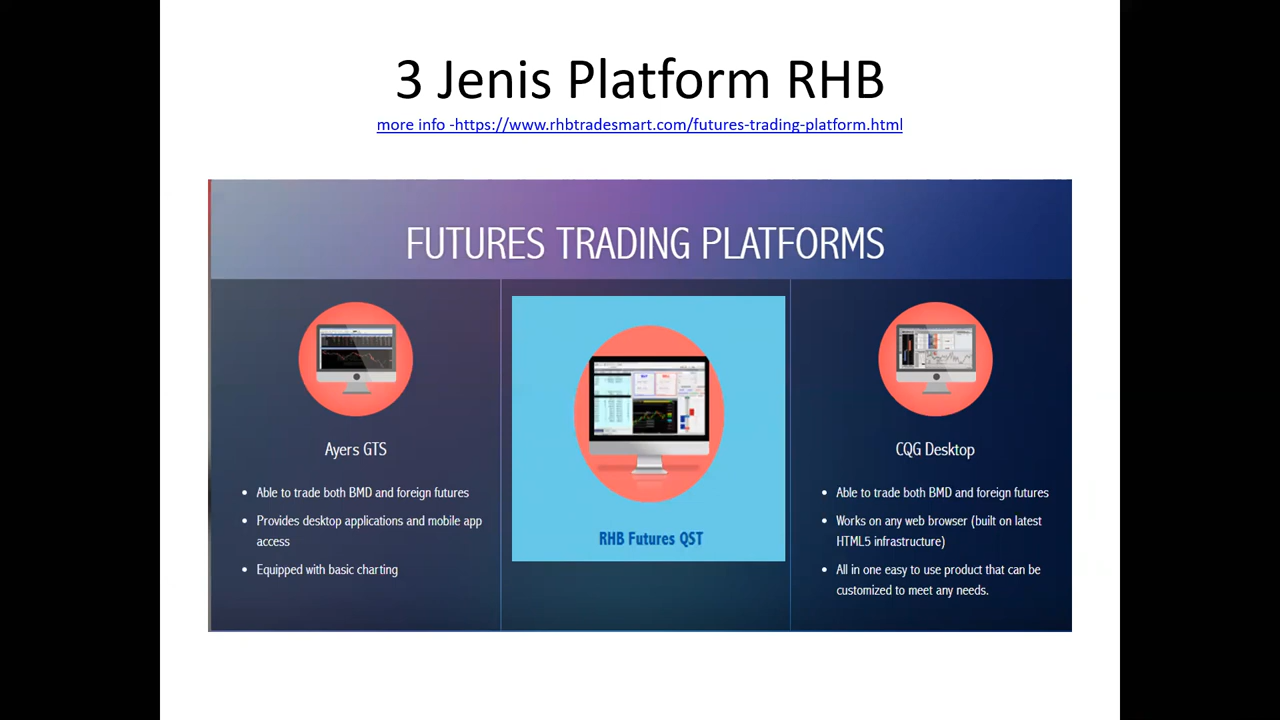 3 Jenis Platform RHB
more info -https://www.rhbtradesmart.com/futures-trading-platform.html
FUTURES TRADING PLATFORMS
Ayers GTS
• Able to trade both BMD and foreign futures
• Provides desktop applications and mobile app
access
• Equipped with basic charting
RHB Futures QST
CQG Desktop
• Able to trade both BMD and foreign futures
• Works on any web browser (built on latest
HTML5 infrastructure)
• All in one easy to use product that can be
customized to meet any needs.